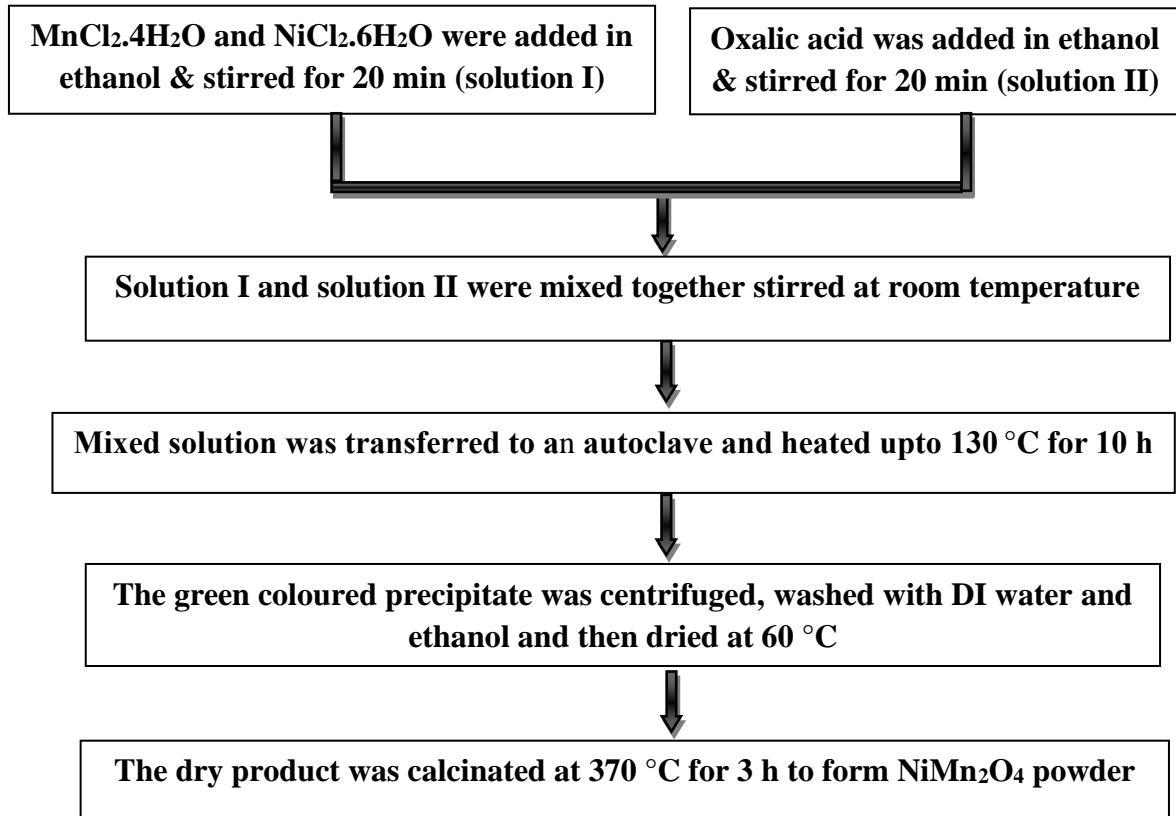 MnCl₂.4H₂O and NiCl₂.6H₂O were added in
ethanol & stirred for 20 min (solution I)
Oxalic acid was added in ethanol
& stirred for 20 min (solution II)
Solution I and solution II were mixed together stirred at room temperature
Mixed solution was transferred to an autoclave and heated upto 130 °C for 10 h
The green coloured precipitate was centrifuged, washed with DI water and
ethanol and then dried at 60 °C
The dry product was calcinated at 370 °C for 3 h to form NiMn₂O₄ powder